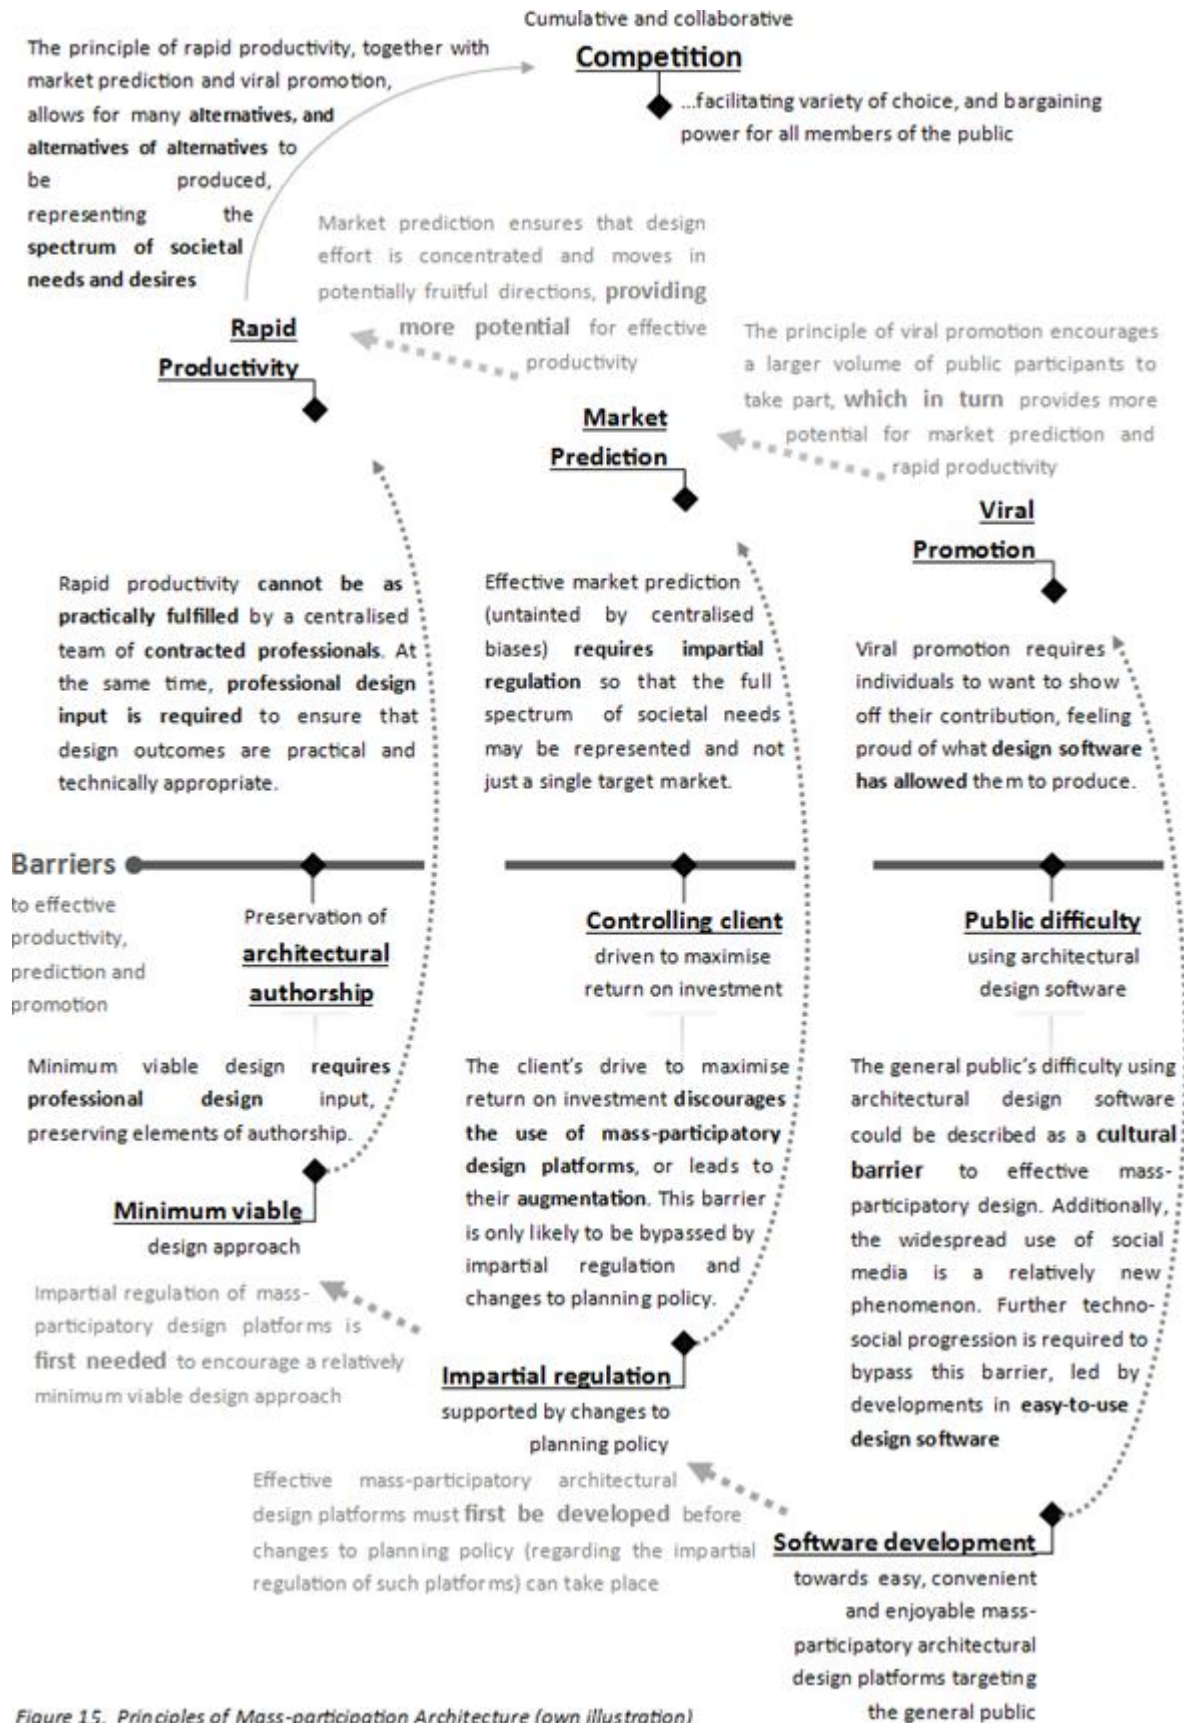 Cumulative and collaborative
Competition
...facilitating variety of choice, and bargaining
power for all members of the public
The principle of rapid productivity, together with
market prediction and viral promotion,
allows for many alternatives, and
alternatives of alternatives to
be produced,
representing the
spectrum of societal
needs and desires
Rapid
Productivity
Market prediction ensures that design
effort is concentrated and moves in
potentially fruitful directions, providing
more potential for effective
productivity
Market
Prediction
The principle of viral promotion encourages
a larger volume of public participants to
take part, which in turn provides more
potential for market prediction and
rapid productivity
Viral
Promotion
Rapid productivity cannot be as
practically fulfilled by a centralised
team of contracted professionals. At
the same time, professional design
input is required to ensure that
design outcomes are practical and
technically appropriate.
Effective market prediction
(untainted by centralised
biases) requires impartial
regulation so that the full
spectrum of societal needs
may be represented and not
just a single target market.
Viral promotion requires
individuals to want to show
off their contribution, feeling
proud of what design software
has allowed them to produce.
Barriers
to effective
productivity,
prediction and
promotion
Preservation of
architectural
authorship
Controlling client
driven to maximise
return on investment
Public difficulty
using architectural
design software
Minimum viable design requires
professional design input,
preserving elements of authorship.
Minimum viable
design approach
The client's drive to maximise
return on investment discourages
the use of mass-participatory
design platforms, or leads to
their augmentation. This barrier
is only likely to be bypassed by
impartial regulation and
changes to planning policy.
The general public's difficulty using
architectural design software
could be described as a cultural
barrier to effective mass-
participatory design. Additionally,
the widespread use of social
media is a relatively new
phenomenon. Further techno-
social progression is required to
bypass this barrier, led by
developments in easy-to-use
design software
Impartial regulation of mass-
participatory design platforms is
first needed to encourage a relatively
minimum viable design approach
Impartial regulation
supported by changes to
planning policy
Effective mass-participatory architectural
design platforms must first be developed before
changes to planning policy (regarding the impartial
regulation of such platforms) can take place
Software development
towards easy, convenient
and enjoyable mass-
participatory architectural
design platforms targeting
the general public
Figure 15. Principles of Mass-participation Architecture (own illustration)